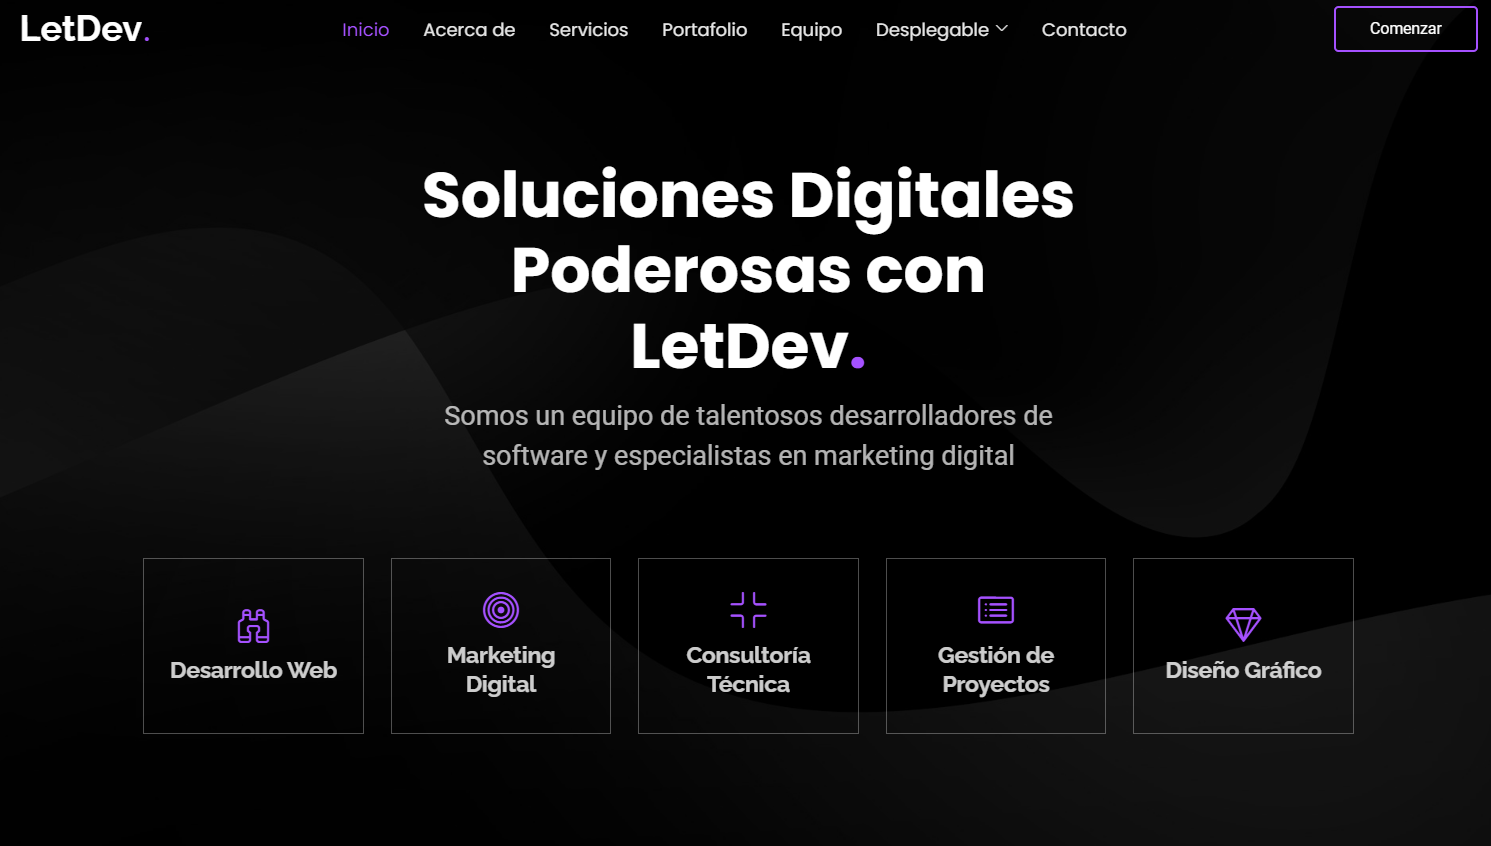 LetDev.
Inicio
Acerca de
Servicios
Portafolio
Equipo
Desplegable
Contacto
Comenzar
Soluciones Digitales
Poderosas con
LetDev.
Somos un equipo de talentosos desarrolladores de
software y especialistas en marketing digital
Desarrollo Web
Marketing
Digital
Consultoría
Técnica
Gestión de
Proyectos
Diseño Gráfico